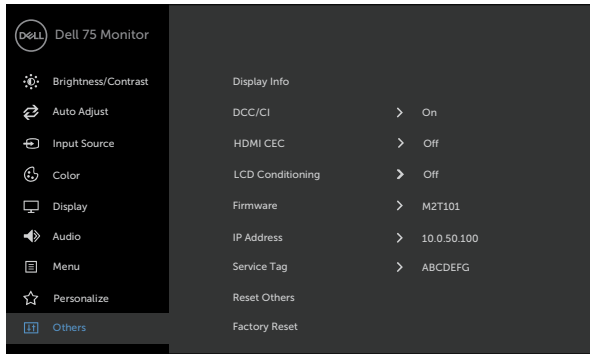 DELL Dell 75 Monitor
Brightness/Contrast Display Info
Auto Adjust DCC/CI > On
Input Source HDMI CEC > Off
Color LCD Conditioning > Off
Display Firmware > M2T101
Audio IP Address > 10.0.50.100
Menu Service Tag > ABCDEFG
Personalize Reset Others
Others Factory Reset